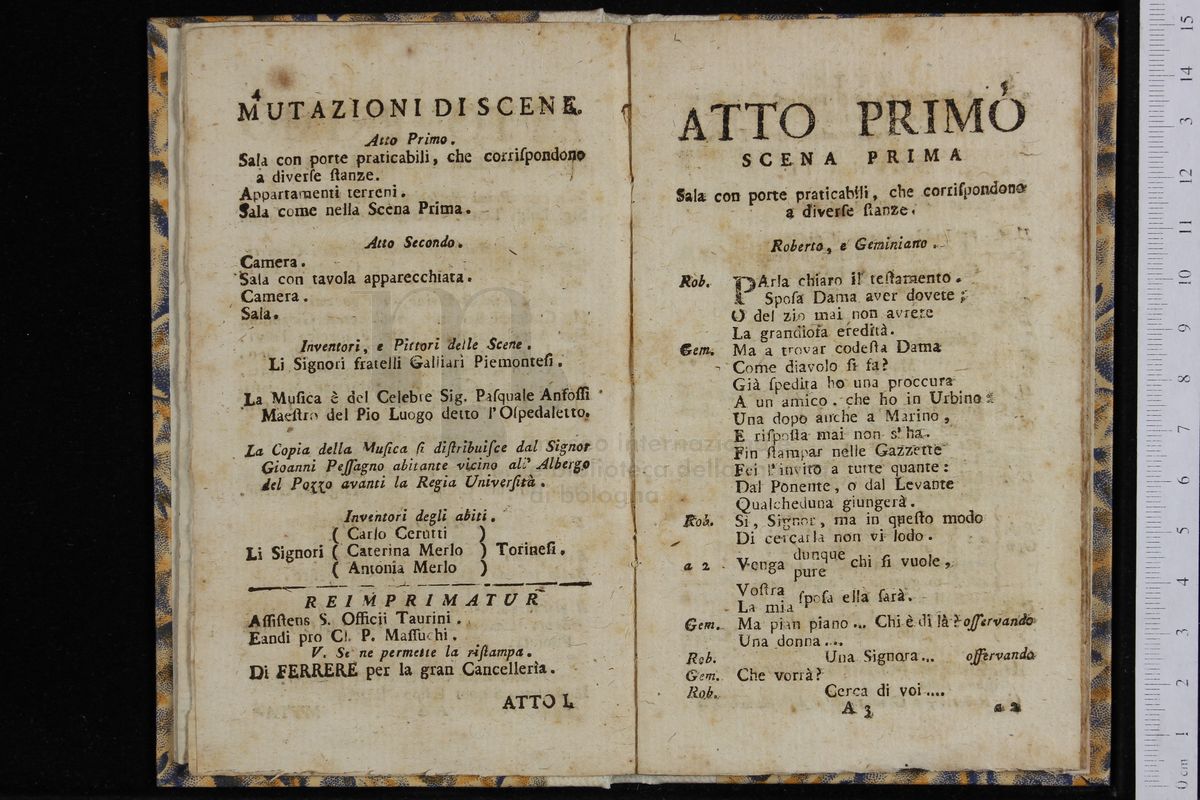 4
MUTAZIONI DI SCENE.
Atto Primo.
Sala con porte praticabili, che corriſpondono
a diverſe ſtanze.
Appartamenti terreni.
Sala come nella Scena Prima.
Atto Secondo.
Camera.
Sala con tavola apparecchiata.
Camera.
Sala.
Inventori, e Pittori delle Scene.
Li Signori fratelli Galliari Piemonteſi.
La Muſica è del Celebre Sig. Paſquale Anfoſſi
Maeſtro del Pio Luogo detto l'Oſpedaletto.
La Copia della Muſica ſi diſtribuiſce dal Signor
Gioanni Peſſagno abitante vicino all' Albergo
del Pozzo avanti la Regia Univerſità.
Inventori degli abiti.
( Carlo Cerutti )
Li Signori ( Caterina Merlo ) Torineſi.
( Antonia Merlo )
REIMPRIMATUR
Aſſiſtens S. Officii Taurini.
Eandi pro Cl. P. Maſſuchi.
V. Se ne permette la riſtampa.
Di FERRERE per la gran Cancelleria.
ATTO I.
ATTO PRIMO
SCENA PRIMA
Sala con porte praticabili, che corriſpondono
a diverſe ſtanze.
Roberto, e Geminiano.
Rob. PArla chiaro il teſtamento.
Spoſa Dama aver dovete;
O del zio mai non avrete
La grandioſa eredità.
Gem. Ma a trovar codeſta Dama
Come diavolo ſi fa?
Già ſpedita ho una proccura
A un amico. che ho in Urbino:
Una dopo anche a Marino,
E riſpoſta mai non s' ha.
Fin ſtampar nelle Gazzette
Fei l'invito a tutte quante:
Dal Ponente, o dal Levante
Qualcheduna giungerà.
Rob. Sì, Signor, ma in queſto modo
Di cercarla non vi lodo.
a 2. Venga dunque chi ſi vuole,
pure
Voſtra ſpoſa ella ſarà.
La mia
Gem. Ma pian piano... Chi è di là? oſſervando
Una donna....
Rob. Una Signora... oſſervando
Gem. Che vorrà?
Rob. Cerca di voi....
A 3 a 2